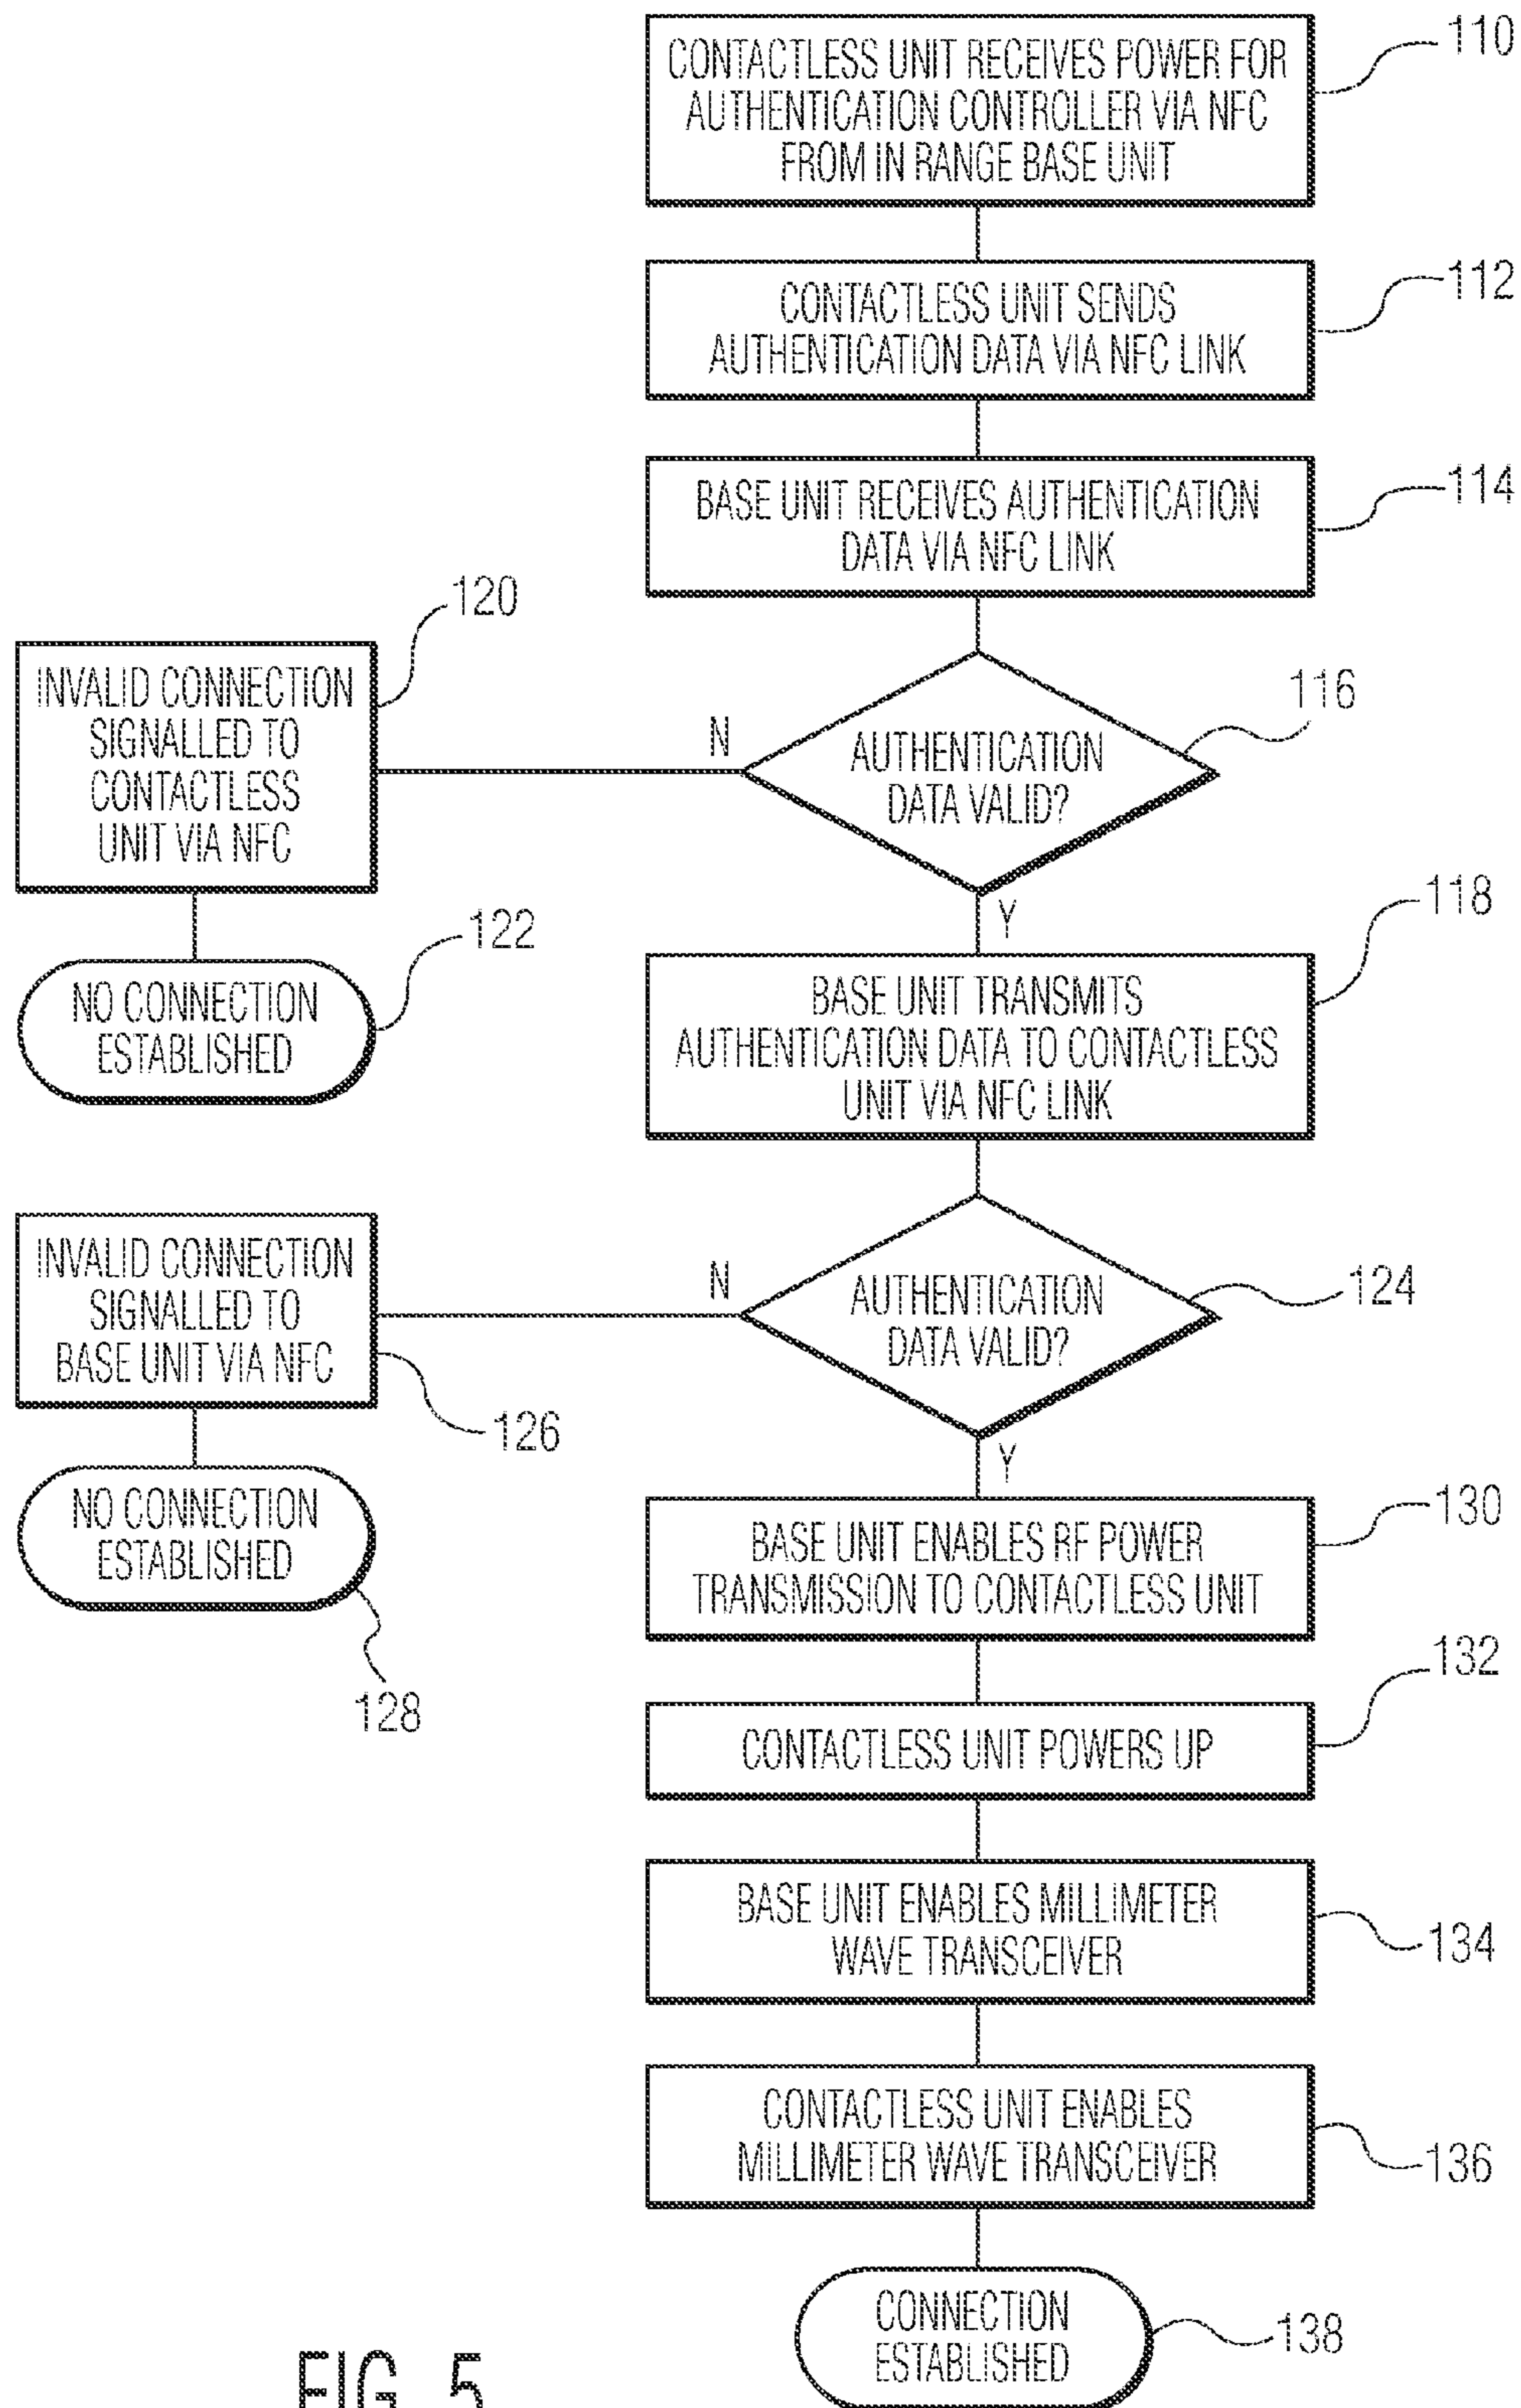 CONTACTLESS UNIT RECEIVES POWER FOR
AUTHENTICATION CONTROLLER VIA NFC
FROM IN RANGE BASE UNIT
110
CONTACTLESS UNIT SENDS
AUTHENTICATION DATA VIA NFC LINK
112
BASE UNIT RECEIVES AUTHENTICATION
DATA VIA NFC LINK
114
AUTHENTICATION
DATA VALID?
116
N
INVALID CONNECTION
SIGNALLED TO
CONTACTLESS
UNIT VIA NFC
120
NO CONNECTION
ESTABLISHED
122
Y
BASE UNIT TRANSMITS
AUTHENTICATION DATA TO CONTACTLESS
UNIT VIA NFC LINK
118
AUTHENTICATION
DATA VALID?
124
N
INVALID CONNECTION
SIGNALLED TO
BASE UNIT VIA NFC
126
NO CONNECTION
ESTABLISHED
128
Y
BASE UNIT ENABLES RF POWER
TRANSMISSION TO CONTACTLESS UNIT
130
CONTACTLESS UNIT POWERS UP
132
BASE UNIT ENABLES MILLIMETER
WAVE TRANSCEIVER
134
CONTACTLESS UNIT ENABLES
MILLIMETER WAVE TRANSCEIVER
136
CONNECTION
ESTABLISHED
138
FIG. 5